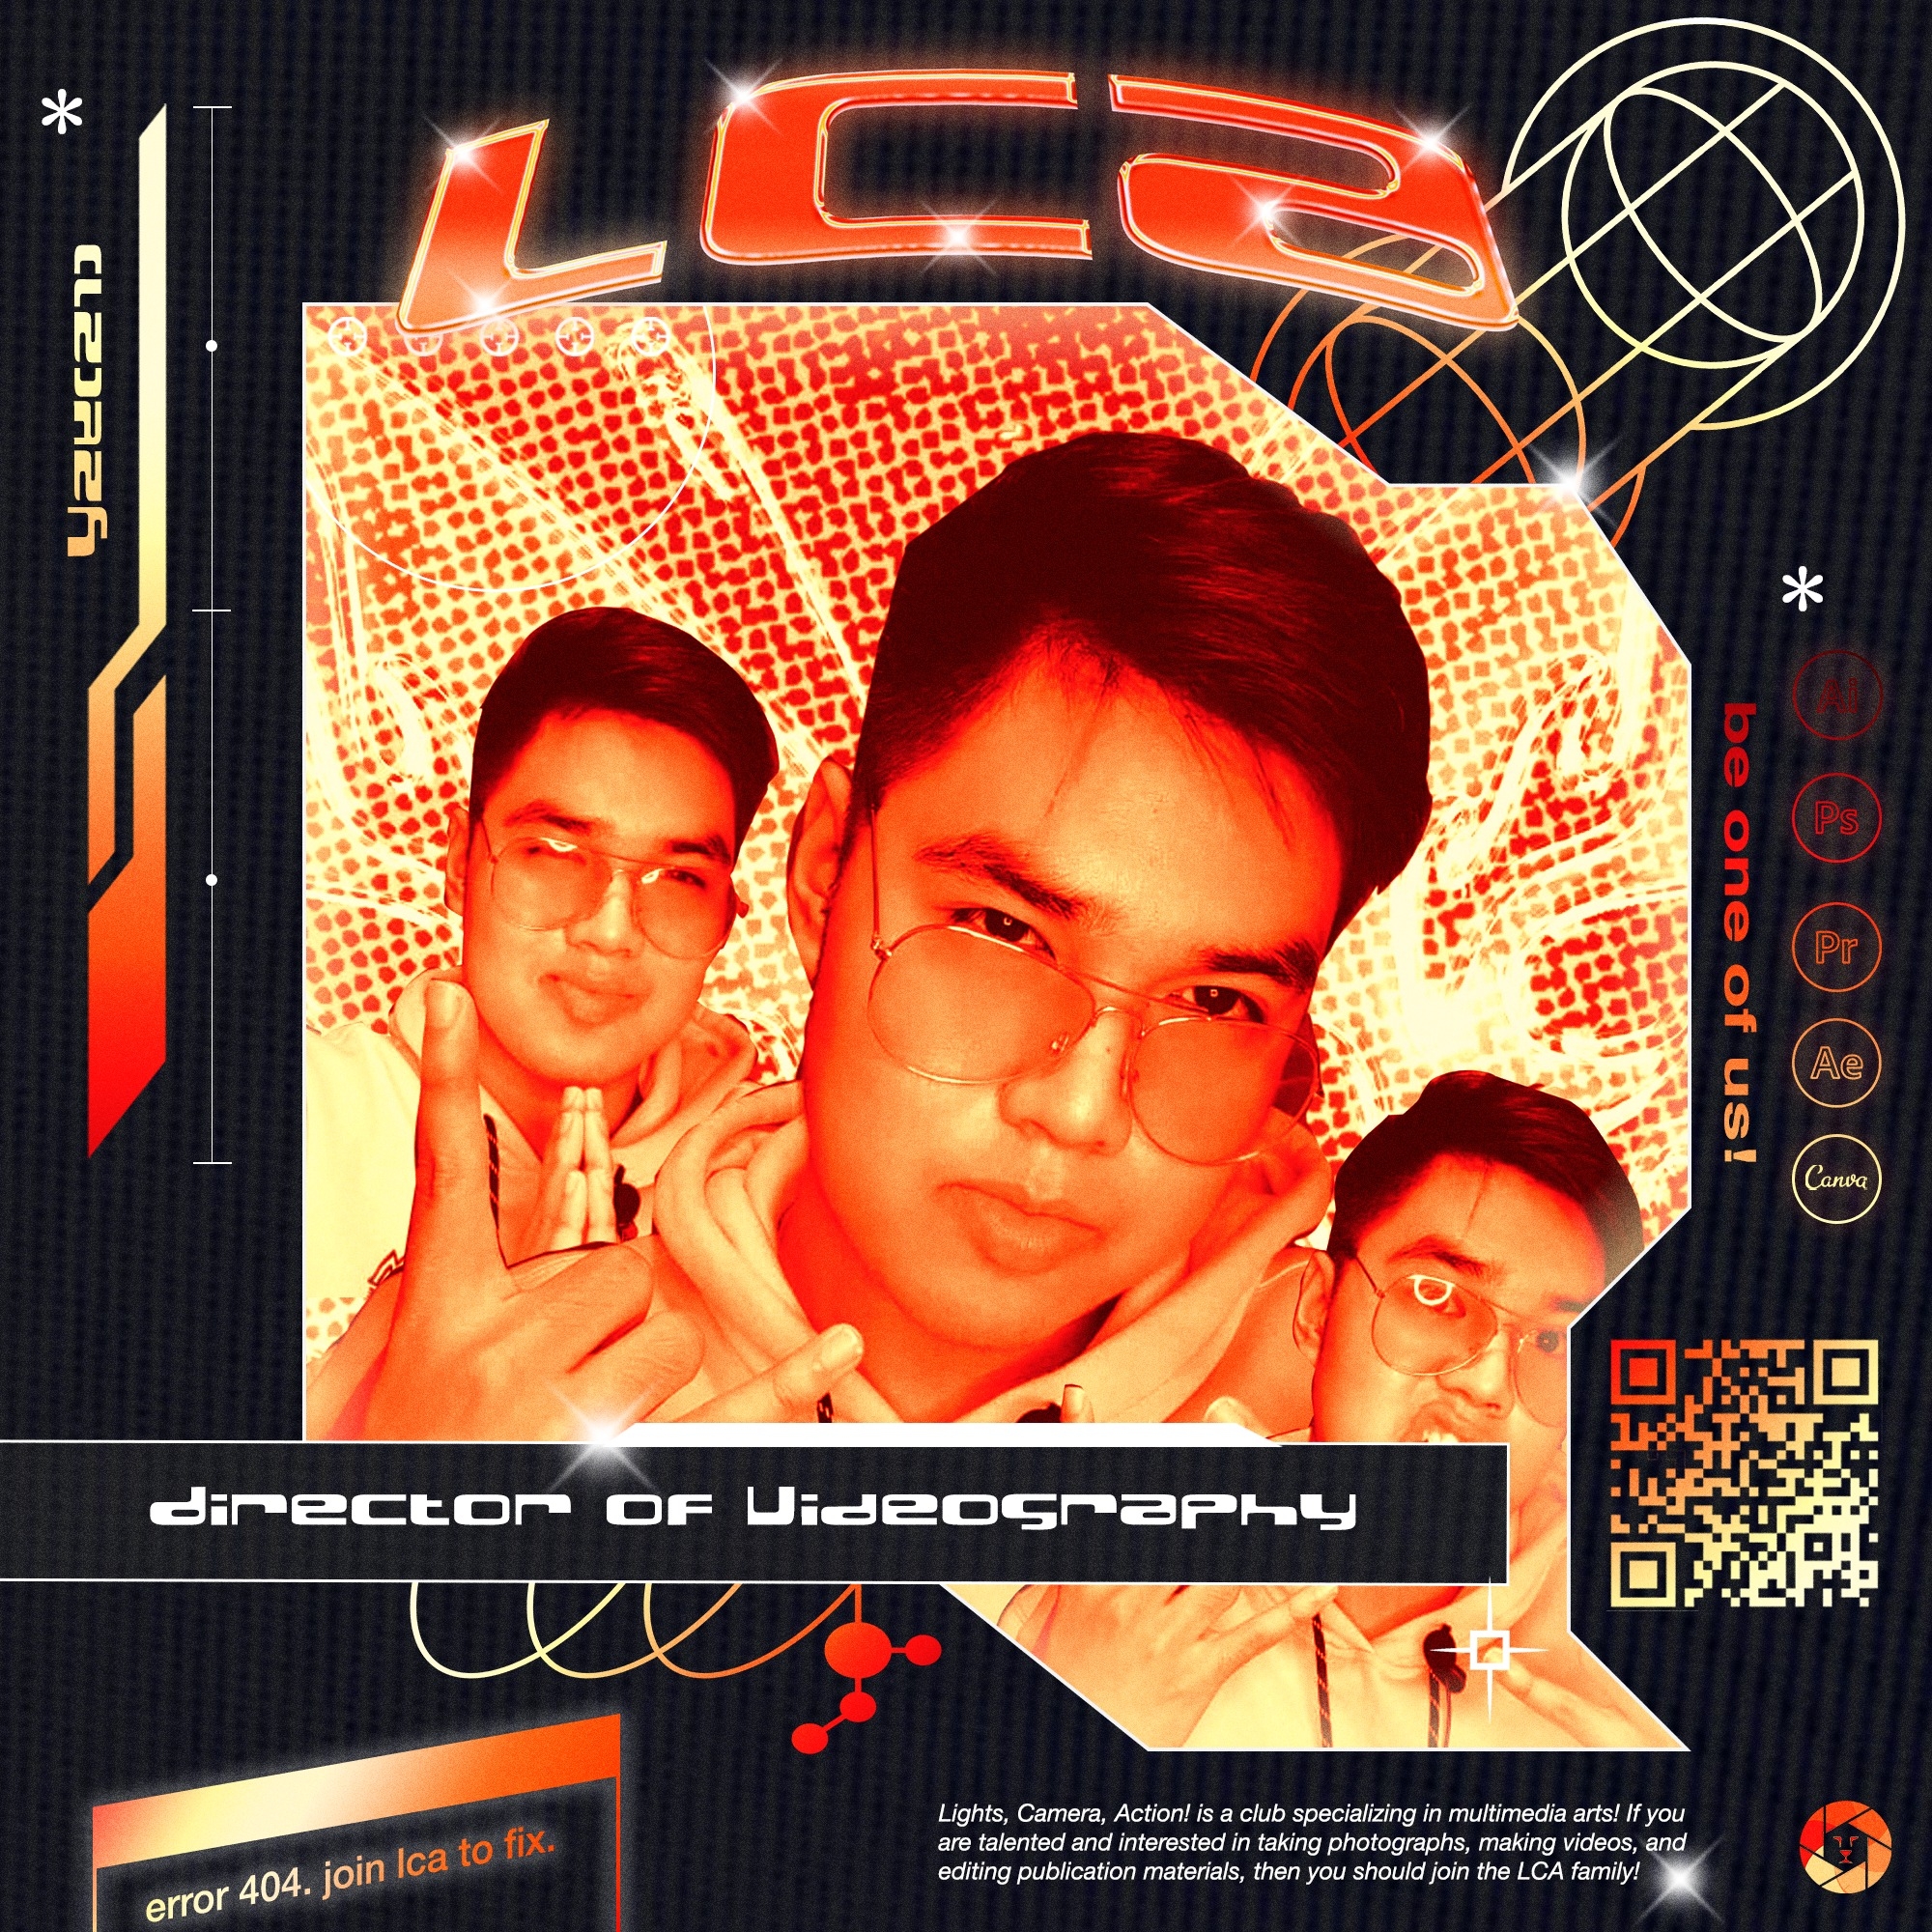 LCa
be one of us!
Ai
Ps
Pr
Ae
Canva
director of Videography
error 404. join lca to fix.
Lights, Camera, Action! is a club specializing in multimedia arts! If you
are talented and interested in taking photographs, making videos, and
editing publication materials, then you should join the LCA family!